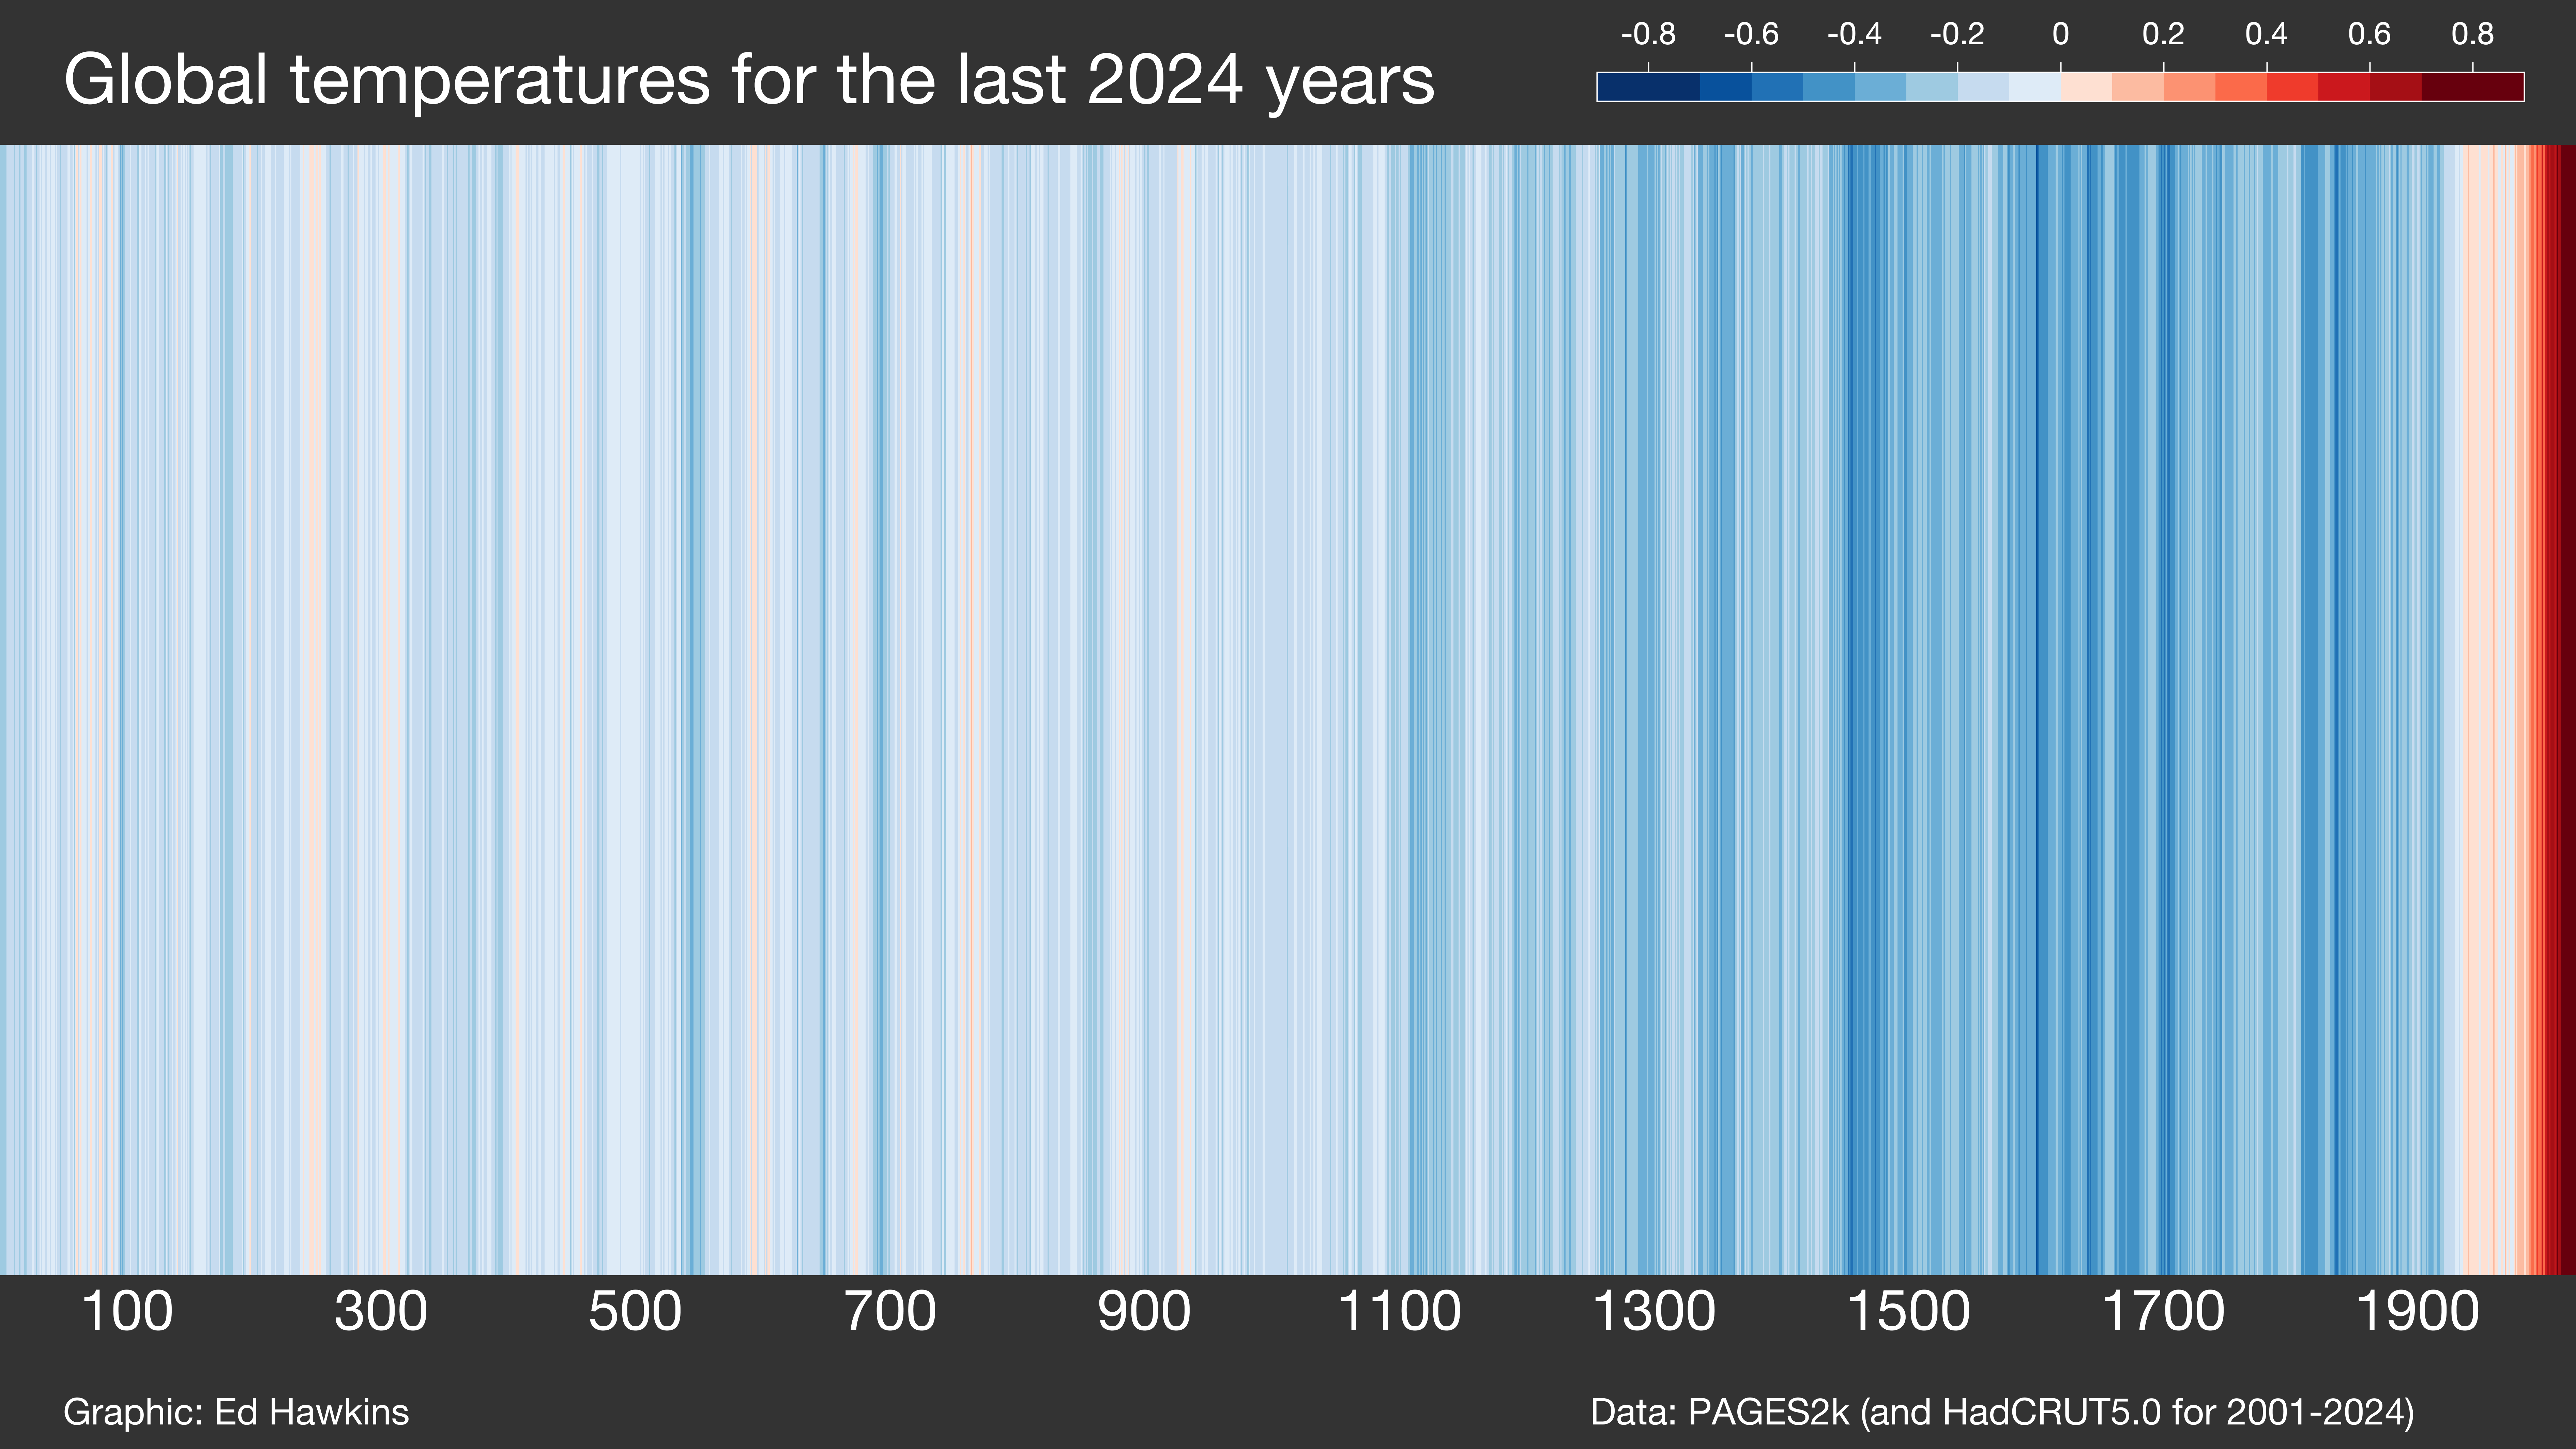 Global temperatures for the last 2024 years
-0.8 -0.6 -0.4 -0.2 0 0.2 0.4 0.6 0.8
100 300 500 700 900 1100 1300 1500 1700 1900
Graphic: Ed Hawkins
Data: PAGES2k (and HadCRUT5.0 for 2001-2024)